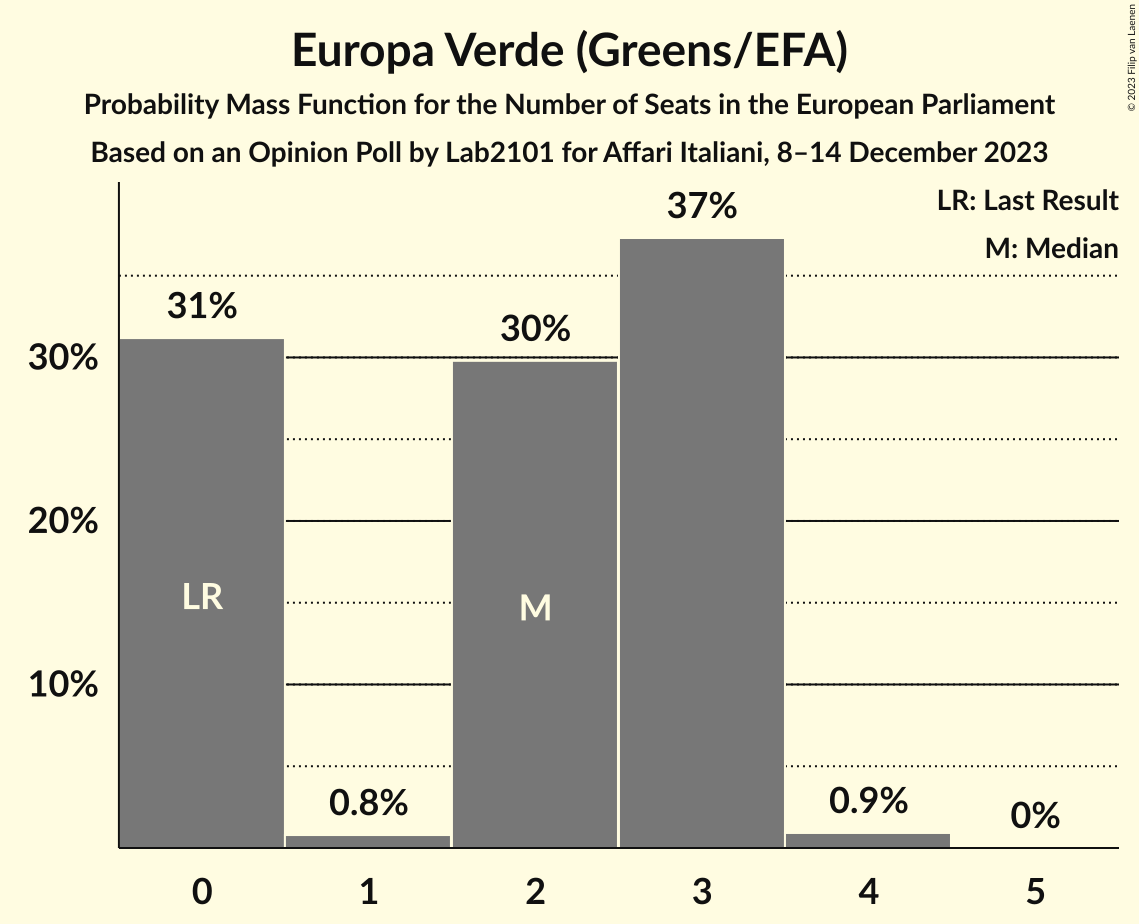 Europa Verde (Greens/EFA)
Probability Mass Function for the Number of Seats in the European Parliament
Based on an Opinion Poll by Lab2101 for Affari Italiani, 8–14 December 2023
© 2023 Filip van Laenen
LR: Last Result
M: Median
37%
31%
30%
30%
20%
LR
M
10%
0.8%
0.9%
0%
0 1 2 3 4 5